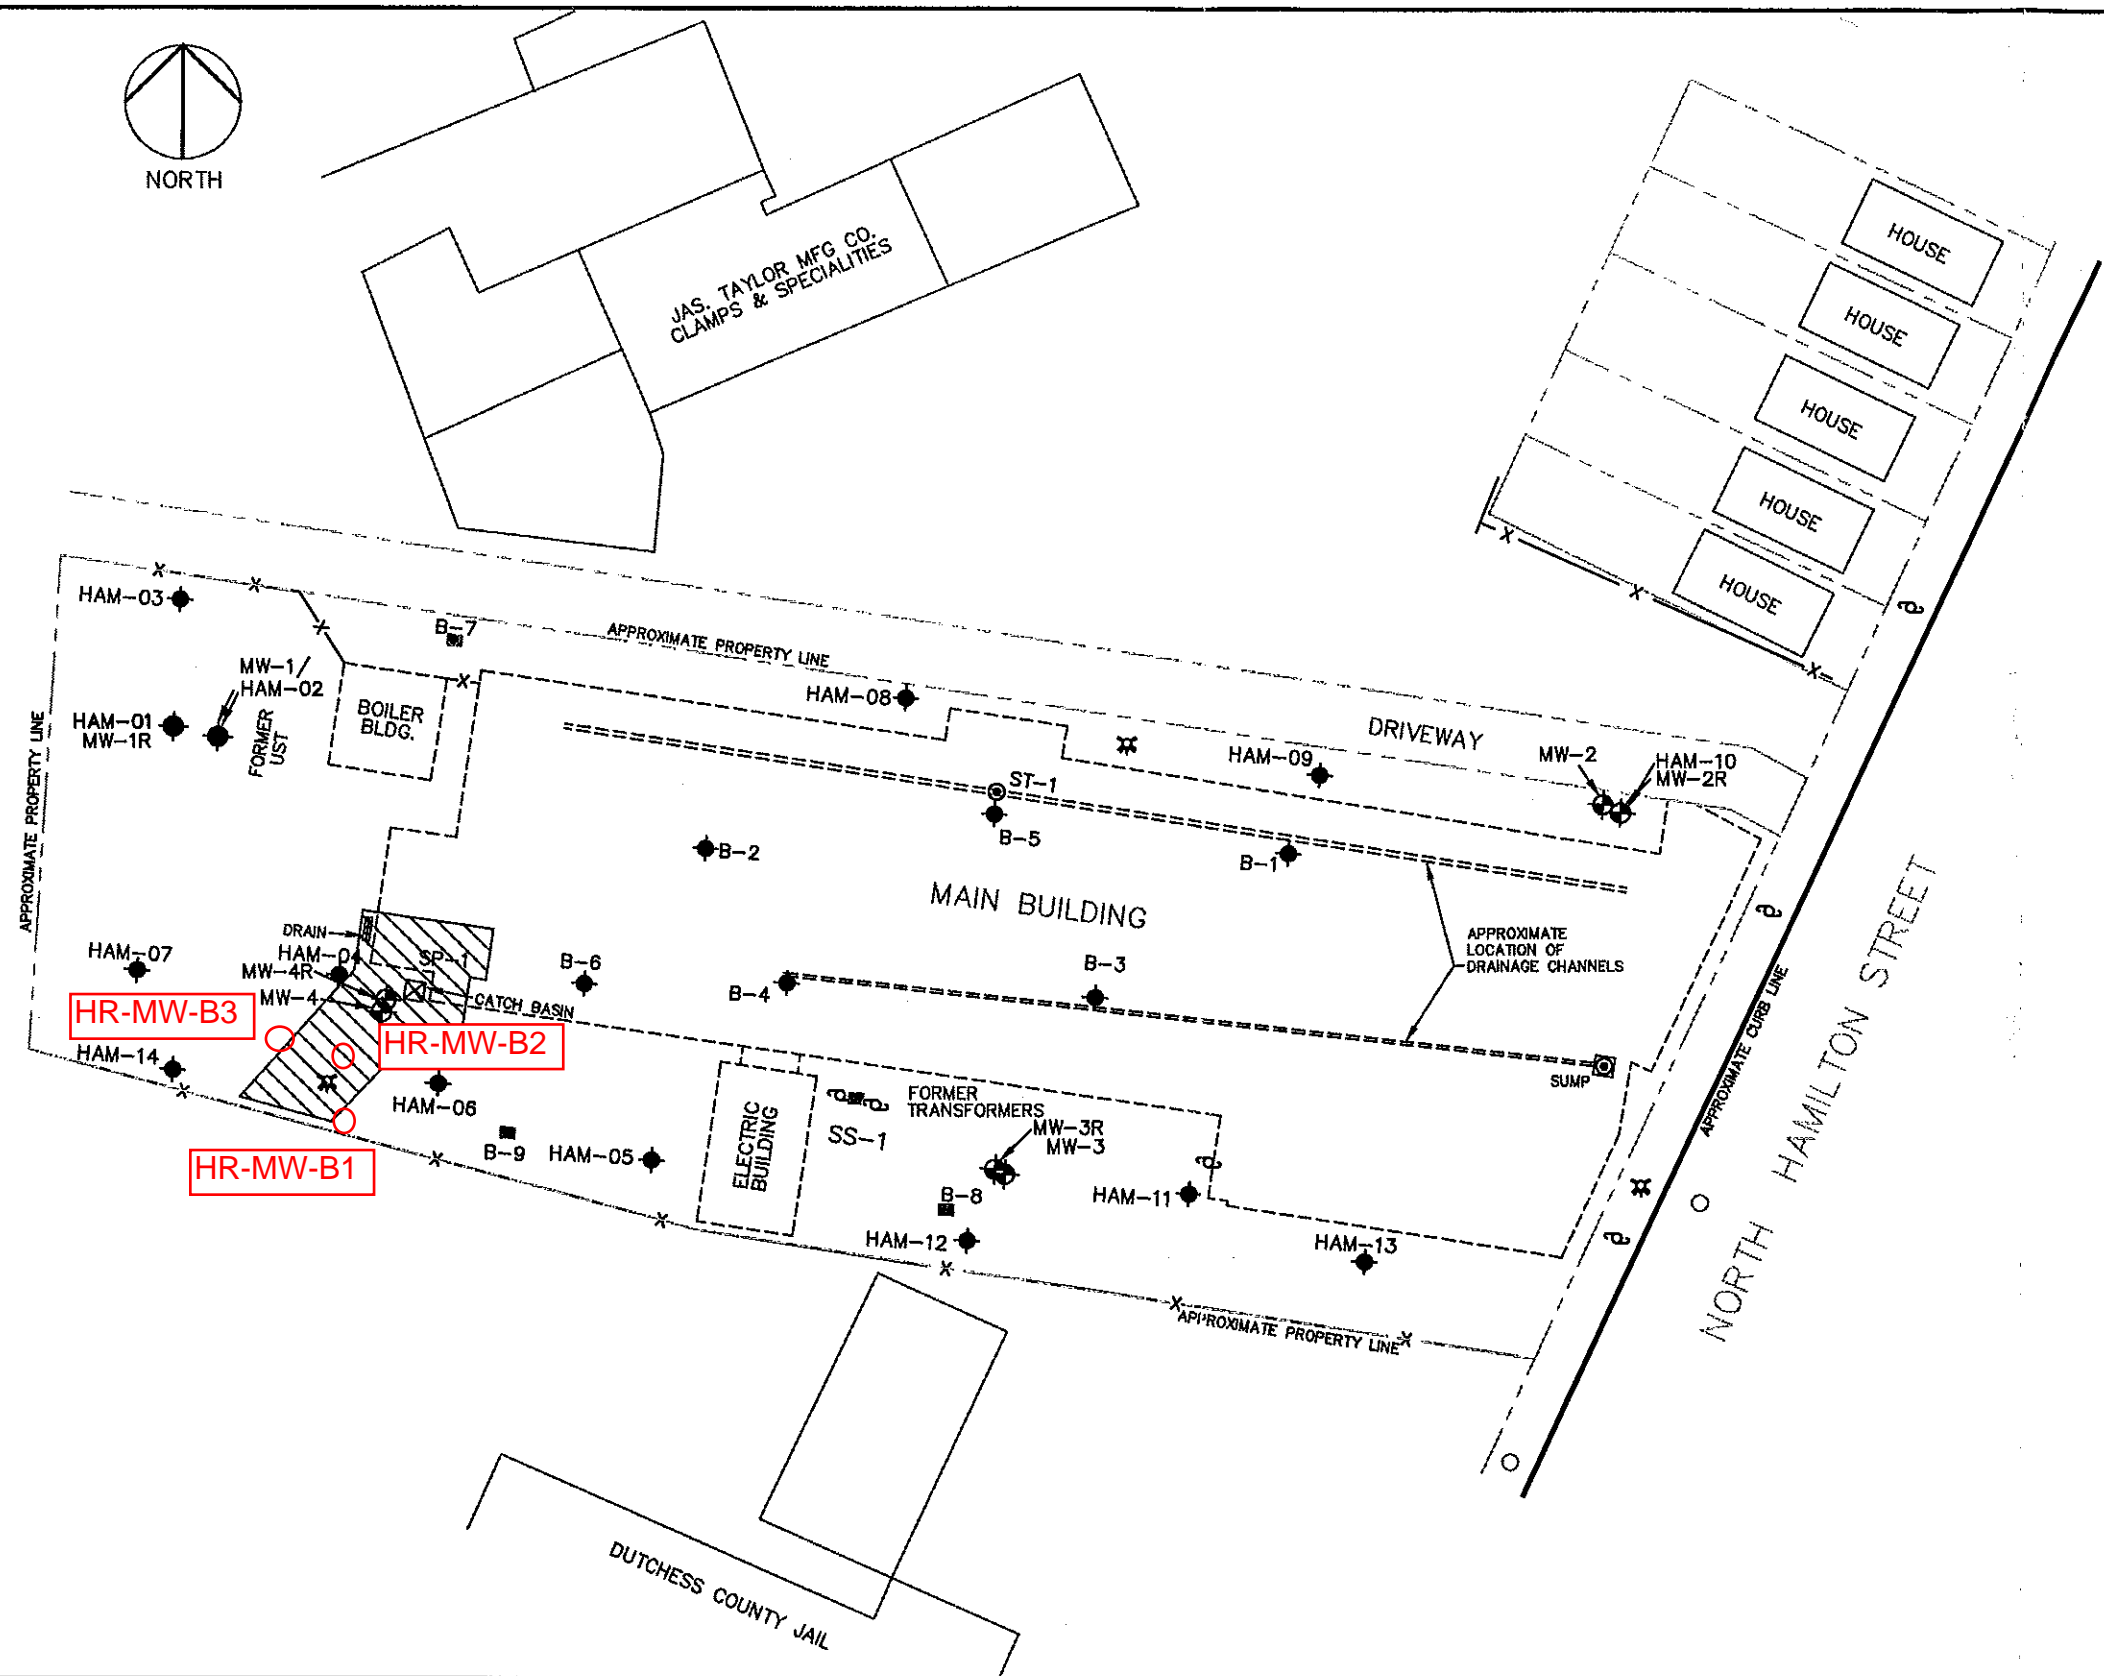 NORTH
JAS. TAYLOR MFG CO.
CLAMPS & SPECIALITIES
HOUSE
HOUSE
HOUSE
HOUSE
HOUSE
HAM-03
B-7
APPROXIMATE PROPERTY LINE
MW-1/
HAM-02
HAM-01
MW-1R
FORMER
UST
BOILER
BLDG.
HAM-08
DRIVEWAY
HAM-09
MW-2
HAM-10
MW-2R
ST-1
B-5
B-2
B-1
MAIN BUILDING
APPROXIMATE PROPERTY LINE
DRAIN
HAM-04
SP-1
MW-4R
MW-4
CATCH BASIN
HAM-07
B-6
B-4
B-3
APPROXIMATE
LOCATION OF
DRAINAGE CHANNELS
HR-MW-B3
HR-MW-B2
HAM-14
HAM-06
SUMP
APPROXIMATE CURB LINE
NORTH HAMILTON STREET
FORMER
TRANSFORMERS
SS-1
ELECTRIC
BUILDING
MW-3R
MW-3
HR-MW-B1
B-9
HAM-05
B-8
HAM-11
HAM-12
HAM-13
APPROXIMATE PROPERTY LINE
DUTCHESS COUNTY JAIL